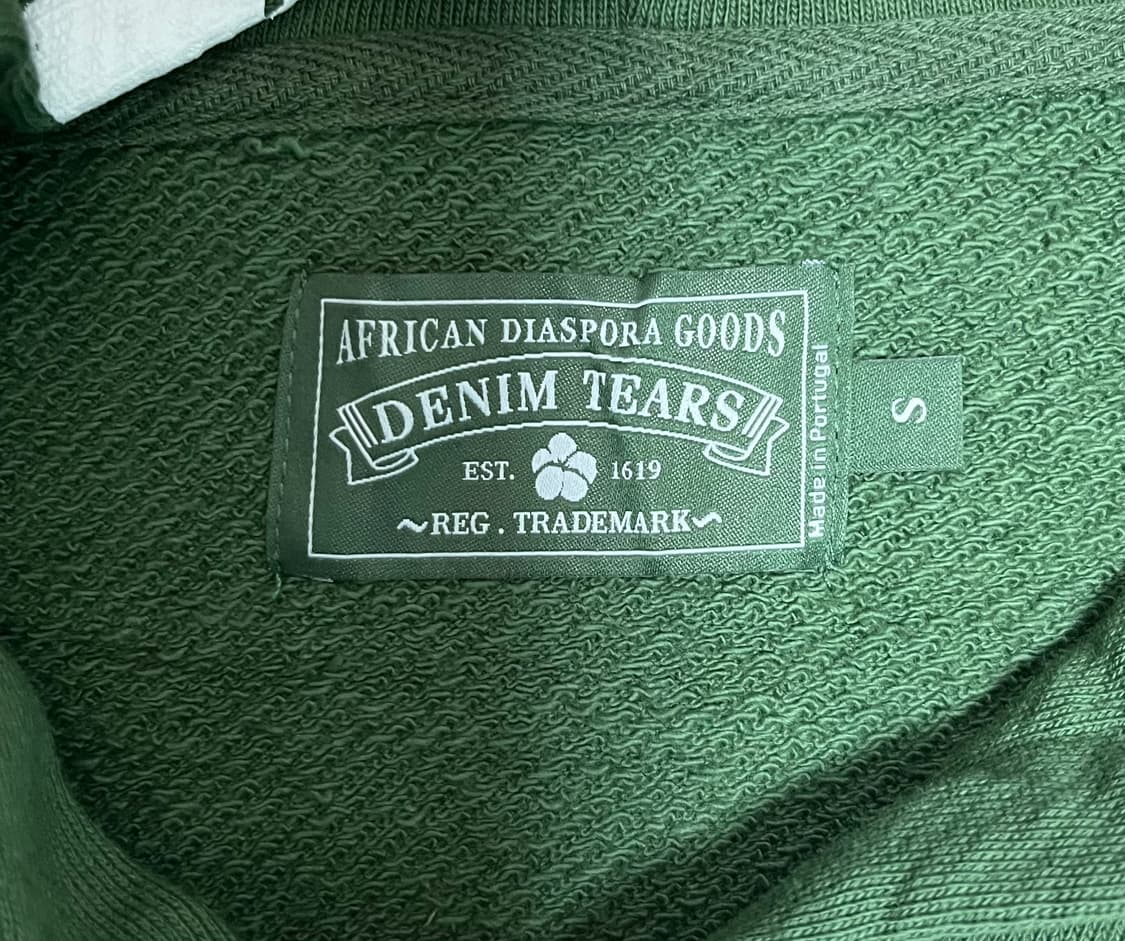 AFRICAN DIASPORA GOODS
DENIM TEARS
EST. 1619
~REG . TRADEMARK~
Made in Portugal
S